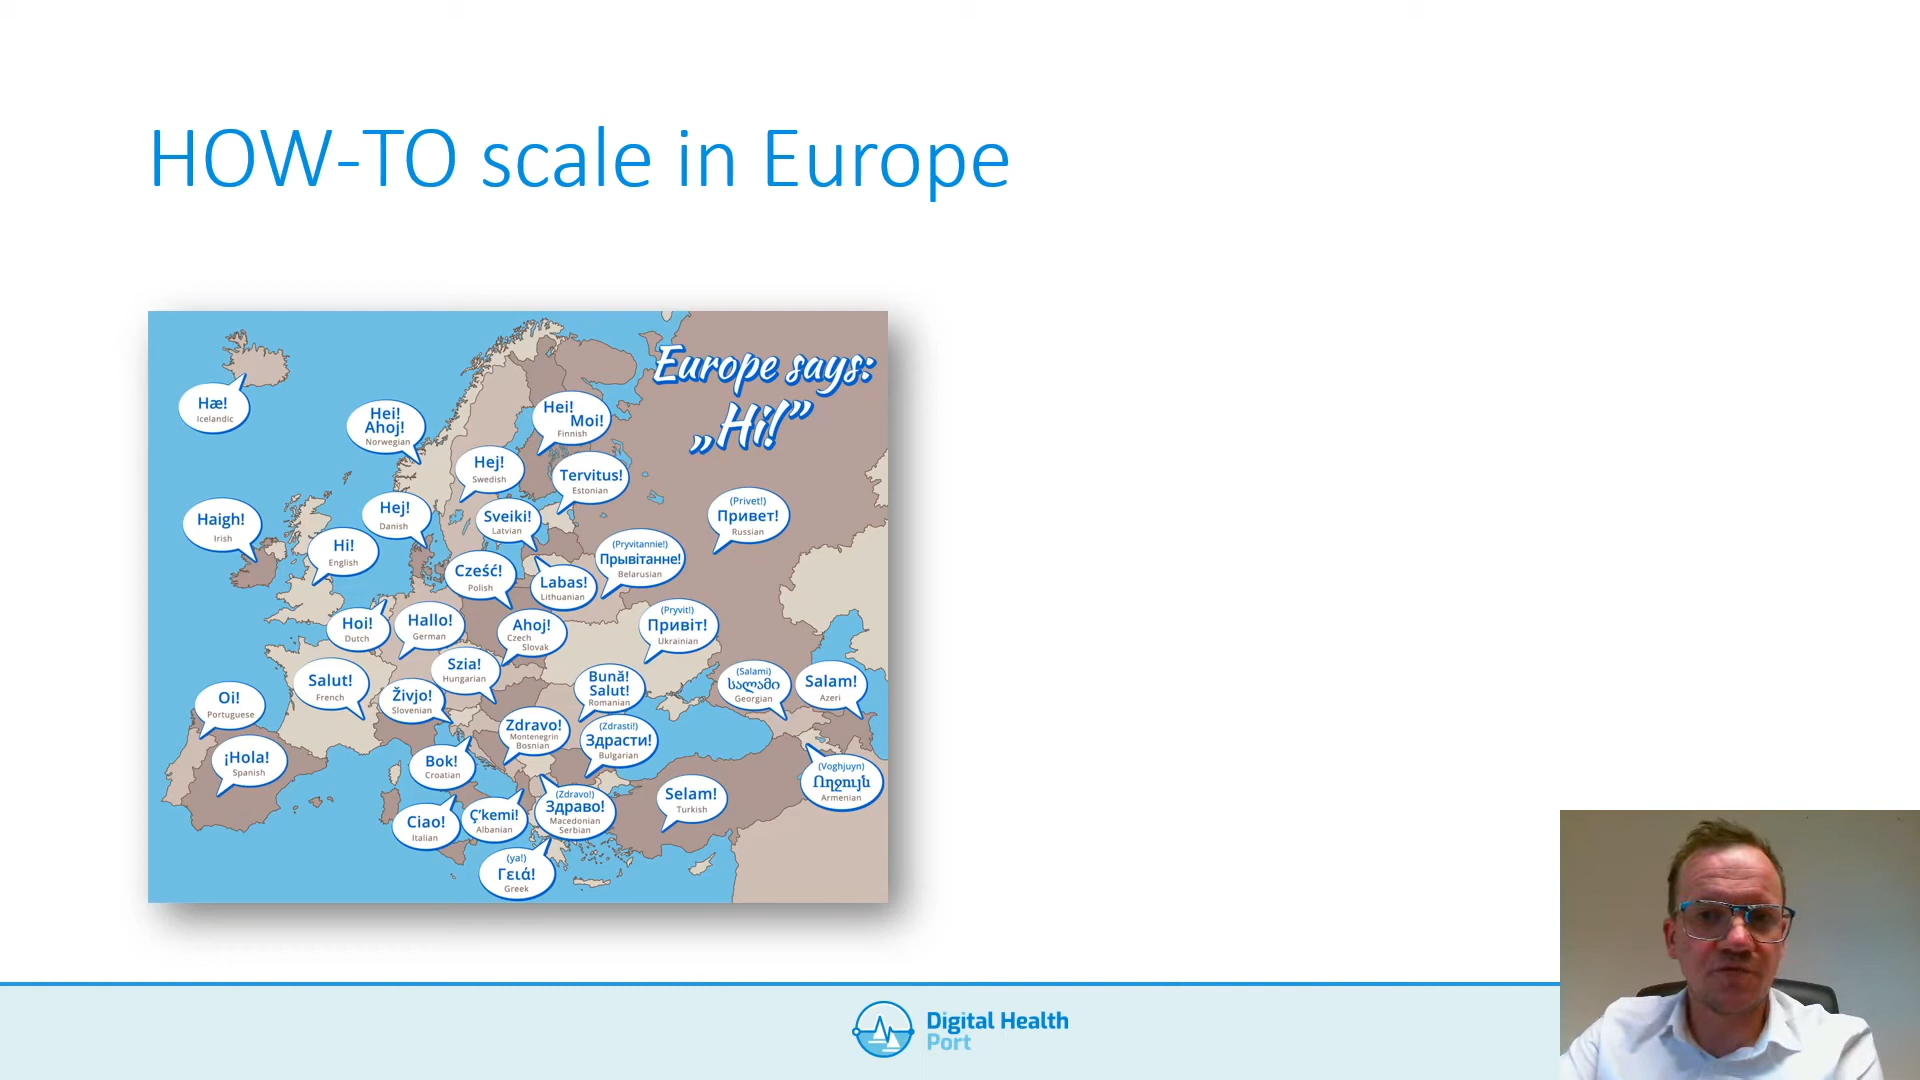 HOW-TO scale in Europe
Europe says:
„Hi!”
Hæ!
Icelandic
Hei!
Ahoj!
Norwegian
Hei!
Moi!
Finnish
Hej!
Swedish
Tervitus!
Estonian
Haigh!
Irish
Hi!
English
Hej!
Danish
Sveiki!
Latvian
(Privet!)
Привет!
Russian
(Pryvitannie!)
Прывітанне!
Belarusian
Cześć!
Polish
Labas!
Lithuanian
Hoi!
Dutch
Hallo!
German
Ahoj!
Czech
Slovak
(Pryvit!)
Привіт!
Ukrainian
Salut!
French
Szia!
Hungarian
Živjo!
Slovenian
Bună!
Salut!
Romanian
(Salami)
სალამი
Georgian
Salam!
Azeri
Oi!
Portuguese
¡Hola!
Spanish
Zdravo!
Montenegrin
Bosnian
(Zdrasti!)
Здрасти!
Bulgarian
Bok!
Croatian
(Voghjuyn)
Ողջույն
Armenian
Ciao!
Italian
Ç’kemi!
Albanian
(Zdravo!)
Здраво!
Macedonian
Serbian
Selam!
Turkish
(ya!)
Γειά!
Greek
Digital Health
Port